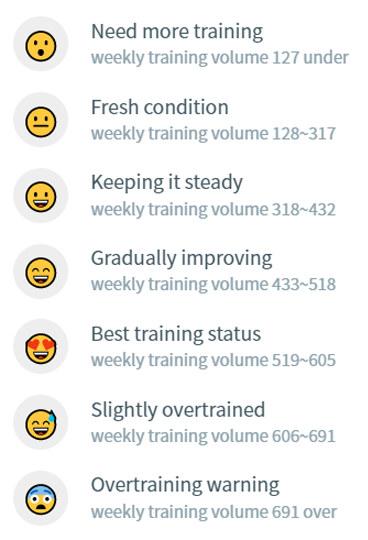 Need more training
weekly training volume 127 under
Fresh condition
weekly training volume 128~317
Keeping it steady
weekly training volume 318~432
Gradually improving
weekly training volume 433~518
Best training status
weekly training volume 519~605
Slightly overtrained
weekly training volume 606~691
Overtraining warning
weekly training volume 691 over